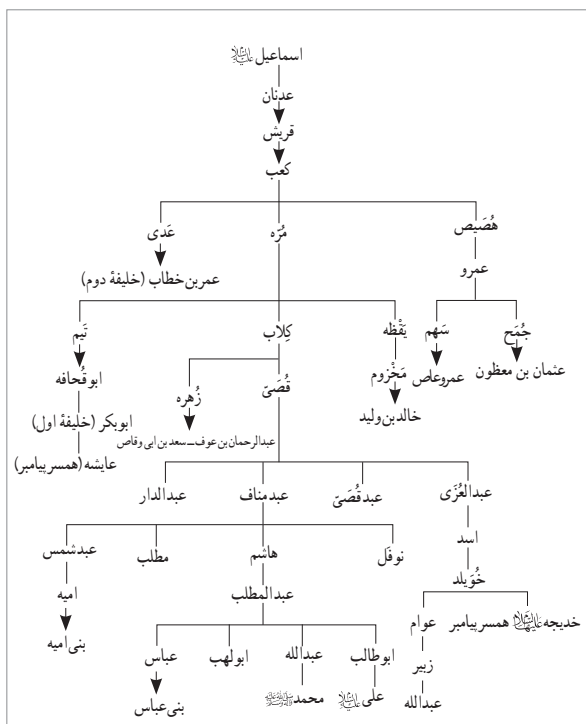 اسماعیل علیه‌السلام
عدنان
قریش
کعب
هُصَیص
مُرّه
عَدی
عمرو
عمربن‌خطاب (خلیفهٔ دوم)
جُمَح
سَهم
یَقْظه
کِلاب
تَیم
عثمان بن معظون
عمروعاص
مَخْزوم
قُصَیّ
زُهره
ابوقُحافه
خالدبن‌ولید
ابوبکر (خلیفهٔ اول)
عبدالرحمان‌بن‌عوف ــ سعدبن‌ابی‌وقاص
عایشه (همسرپیامبر)
عبدالعُزَی
عبدقُصَیّ
عبدمناف
عبدالدار
اسد
نوفَل
هاشم
مطلب
عبدشمس
خُوَیلد
عبدالمطلب
امیه
خدیجه علیهاالسلام همسرپیامبر
عوام
بنی‌امیه
ابوطالب
عبدالله
ابولهب
عباس
زبیر
علی علیه‌السلام
محمد صلی‌الله‌علیه‌وآله
بنی‌عباس
عبدالله